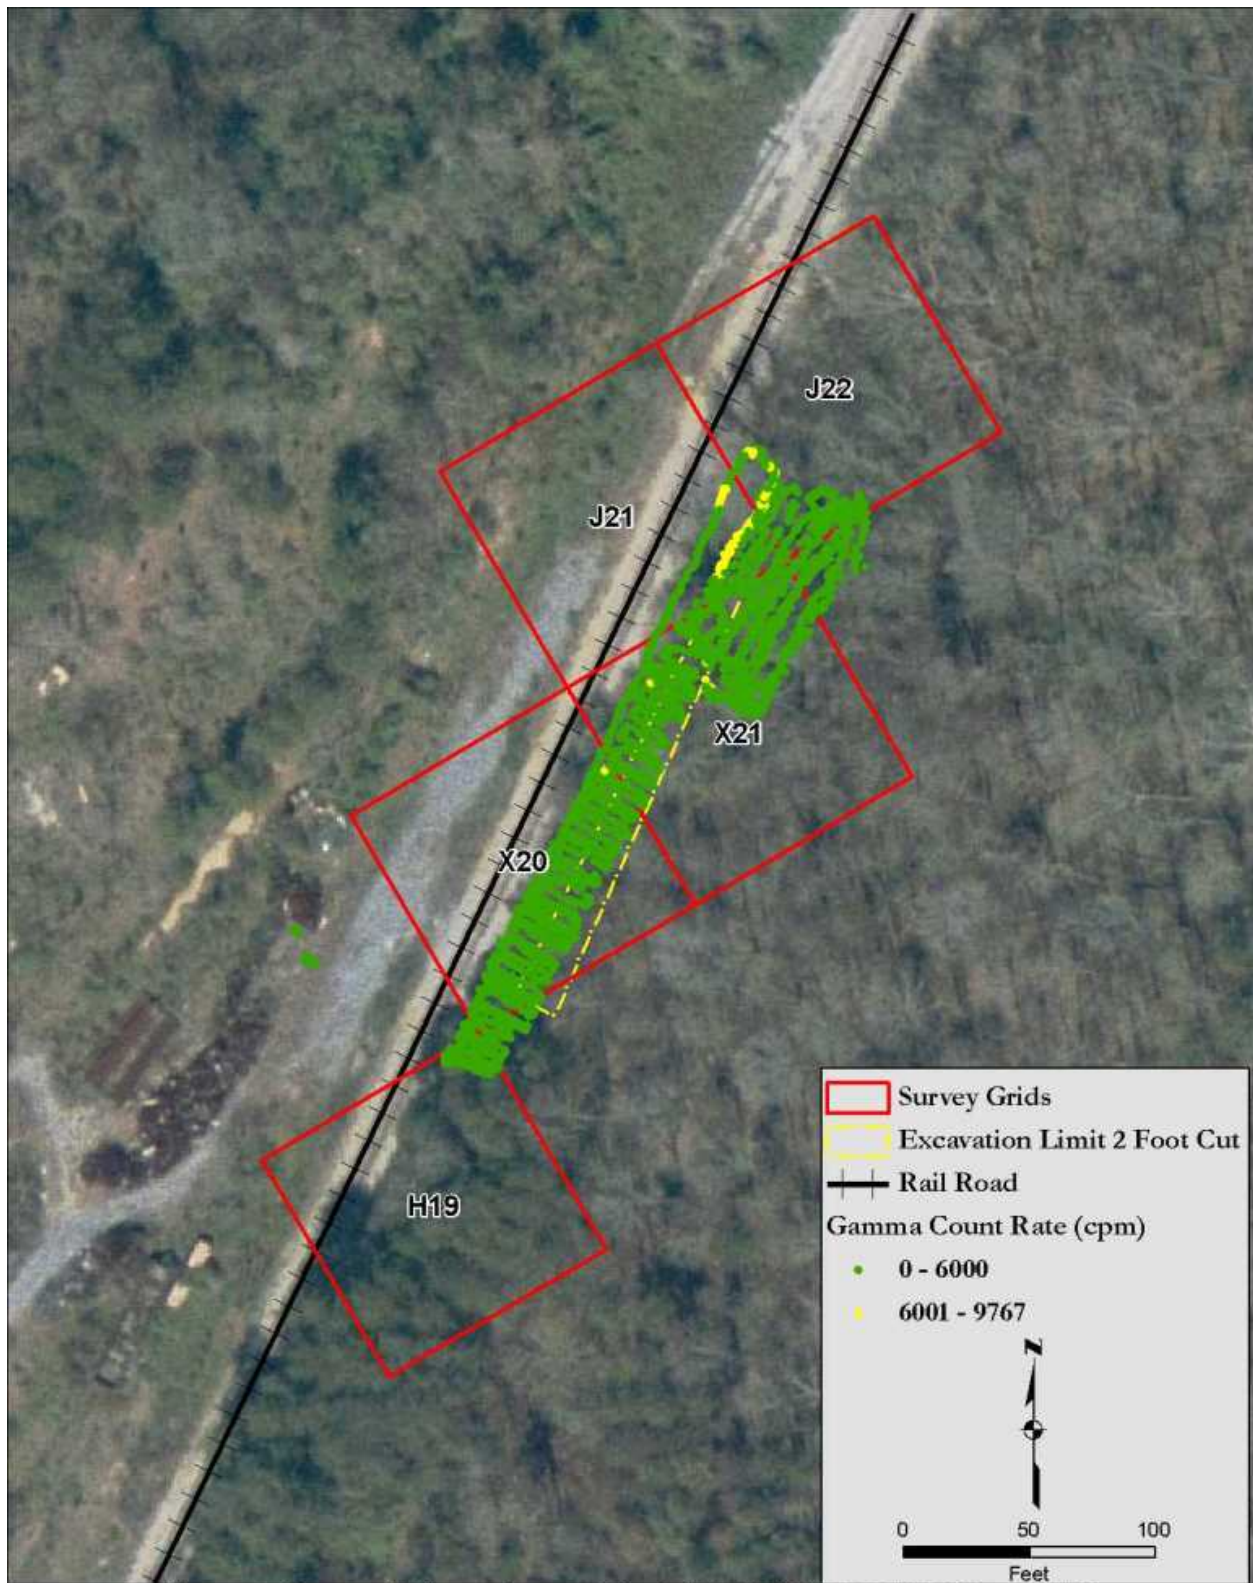 J22
J21
X21
X20
H19
Survey Grids
Excavation Limit 2 Foot Cut
Rail Road
Gamma Count Rate (cpm)
0 - 6000
6001 - 9767
N
0 50 100
Feet